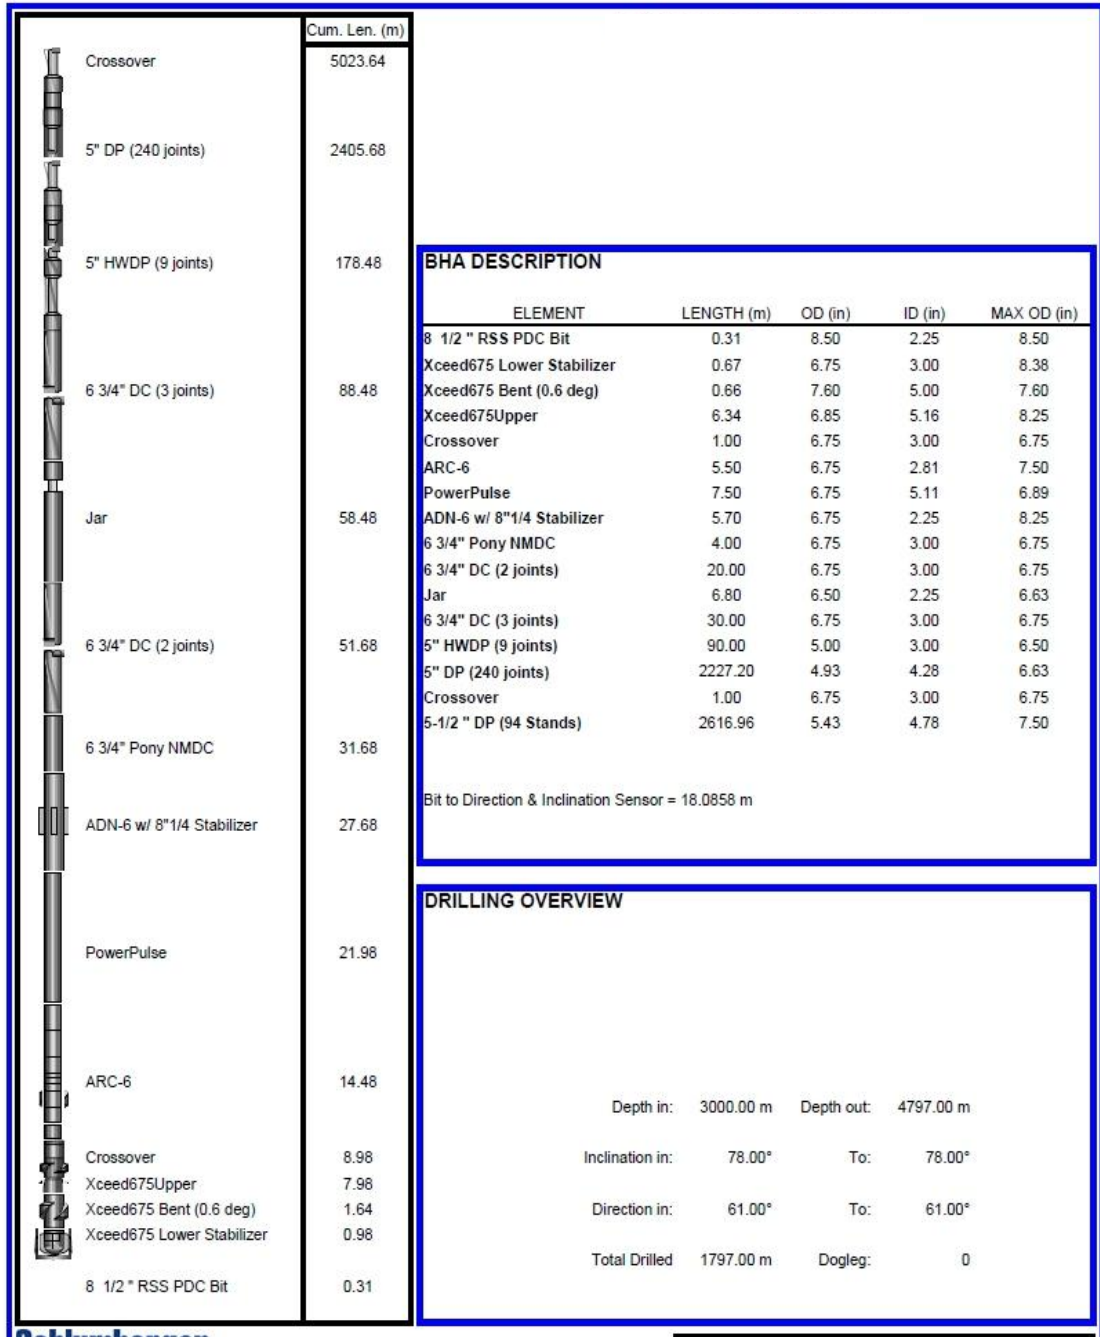 Cum. Len. (m)
Crossover 5023.64
5" DP (240 joints) 2405.68
5" HWDP (9 joints) 178.48
6 3/4" DC (3 joints) 88.48
Jar 58.48
6 3/4" DC (2 joints) 51.68
6 3/4" Pony NMDC 31.68
ADN-6 w/ 8"1/4 Stabilizer 27.68
PowerPulse 21.98
ARC-6 14.48
Crossover 8.98
Xceed675Upper 7.98
Xceed675 Bent (0.6 deg) 1.64
Xceed675 Lower Stabilizer 0.98
8 1/2 " RSS PDC Bit 0.31
BHA DESCRIPTION
ELEMENT LENGTH (m) OD (in) ID (in) MAX OD (in)
8 1/2 " RSS PDC Bit 0.31 8.50 2.25 8.50
Xceed675 Lower Stabilizer 0.67 6.75 3.00 8.38
Xceed675 Bent (0.6 deg) 0.66 7.60 5.00 7.60
Xceed675Upper 6.34 6.85 5.16 8.25
Crossover 1.00 6.75 3.00 6.75
ARC-6 5.50 6.75 2.81 7.50
PowerPulse 7.50 6.75 5.11 6.89
ADN-6 w/ 8"1/4 Stabilizer 5.70 6.75 2.25 8.25
6 3/4" Pony NMDC 4.00 6.75 3.00 6.75
6 3/4" DC (2 joints) 20.00 6.75 3.00 6.75
Jar 6.80 6.50 2.25 6.63
6 3/4" DC (3 joints) 30.00 6.75 3.00 6.75
5" HWDP (9 joints) 90.00 5.00 3.00 6.50
5" DP (240 joints) 2227.20 4.93 4.28 6.63
Crossover 1.00 6.75 3.00 6.75
5-1/2 " DP (94 Stands) 2616.96 5.43 4.78 7.50
Bit to Direction & Inclination Sensor = 18.0858 m
DRILLING OVERVIEW
Depth in: 3000.00 m Depth out: 4797.00 m
Inclination in: 78.00° To: 78.00°
Direction in: 61.00° To: 61.00°
Total Drilled 1797.00 m Dogleg: 0
Schlumberger